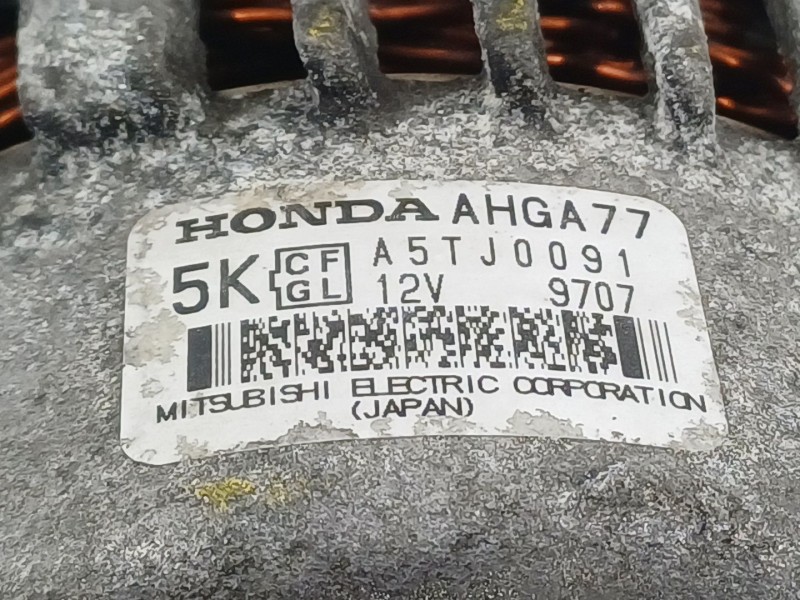 HONDA AHGA77
5K CF A5TJ0091
GL 12V 9707
MITSUBISHI ELECTRIC CORPORATION
(JAPAN)